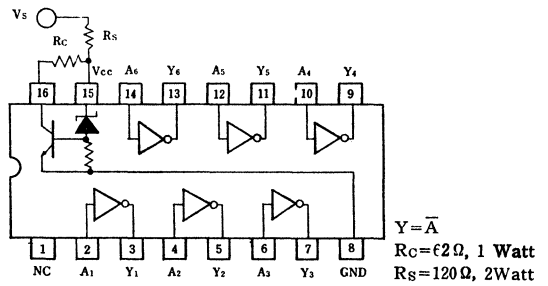 Vs
Rs
Rc
Vcc A6 Y6 A5 Y5 A4 Y4
16 15 14 13 12 11 10 9
1 2 3 4 5 6 7 8
NC A1 Y1 A2 Y2 A3 Y3 GND
Y=A̅
Rc=62Ω, 1 Watt
Rs=120Ω, 2Watt